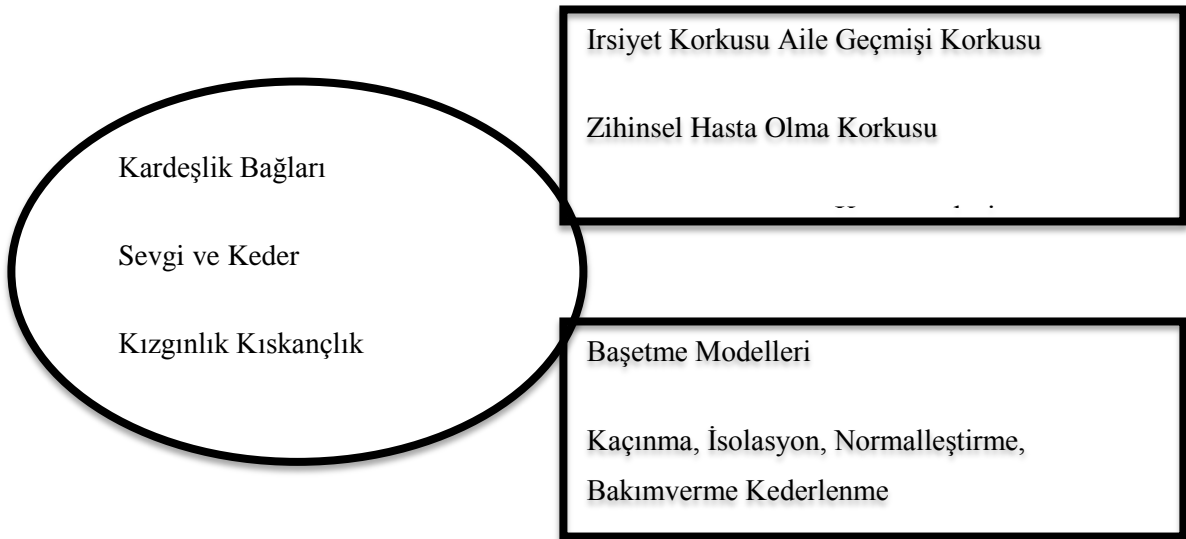 Irsiyet Korkusu Aile Geçmişi Korkusu
Zihinsel Hasta Olma Korkusu
Kardeşlik Bağları
Sevgi ve Keder
Kızgınlık Kıskançlık
Başetme Modelleri
Kaçınma, İsolasyon, Normalleştirme,
Bakımverme Kederlenme